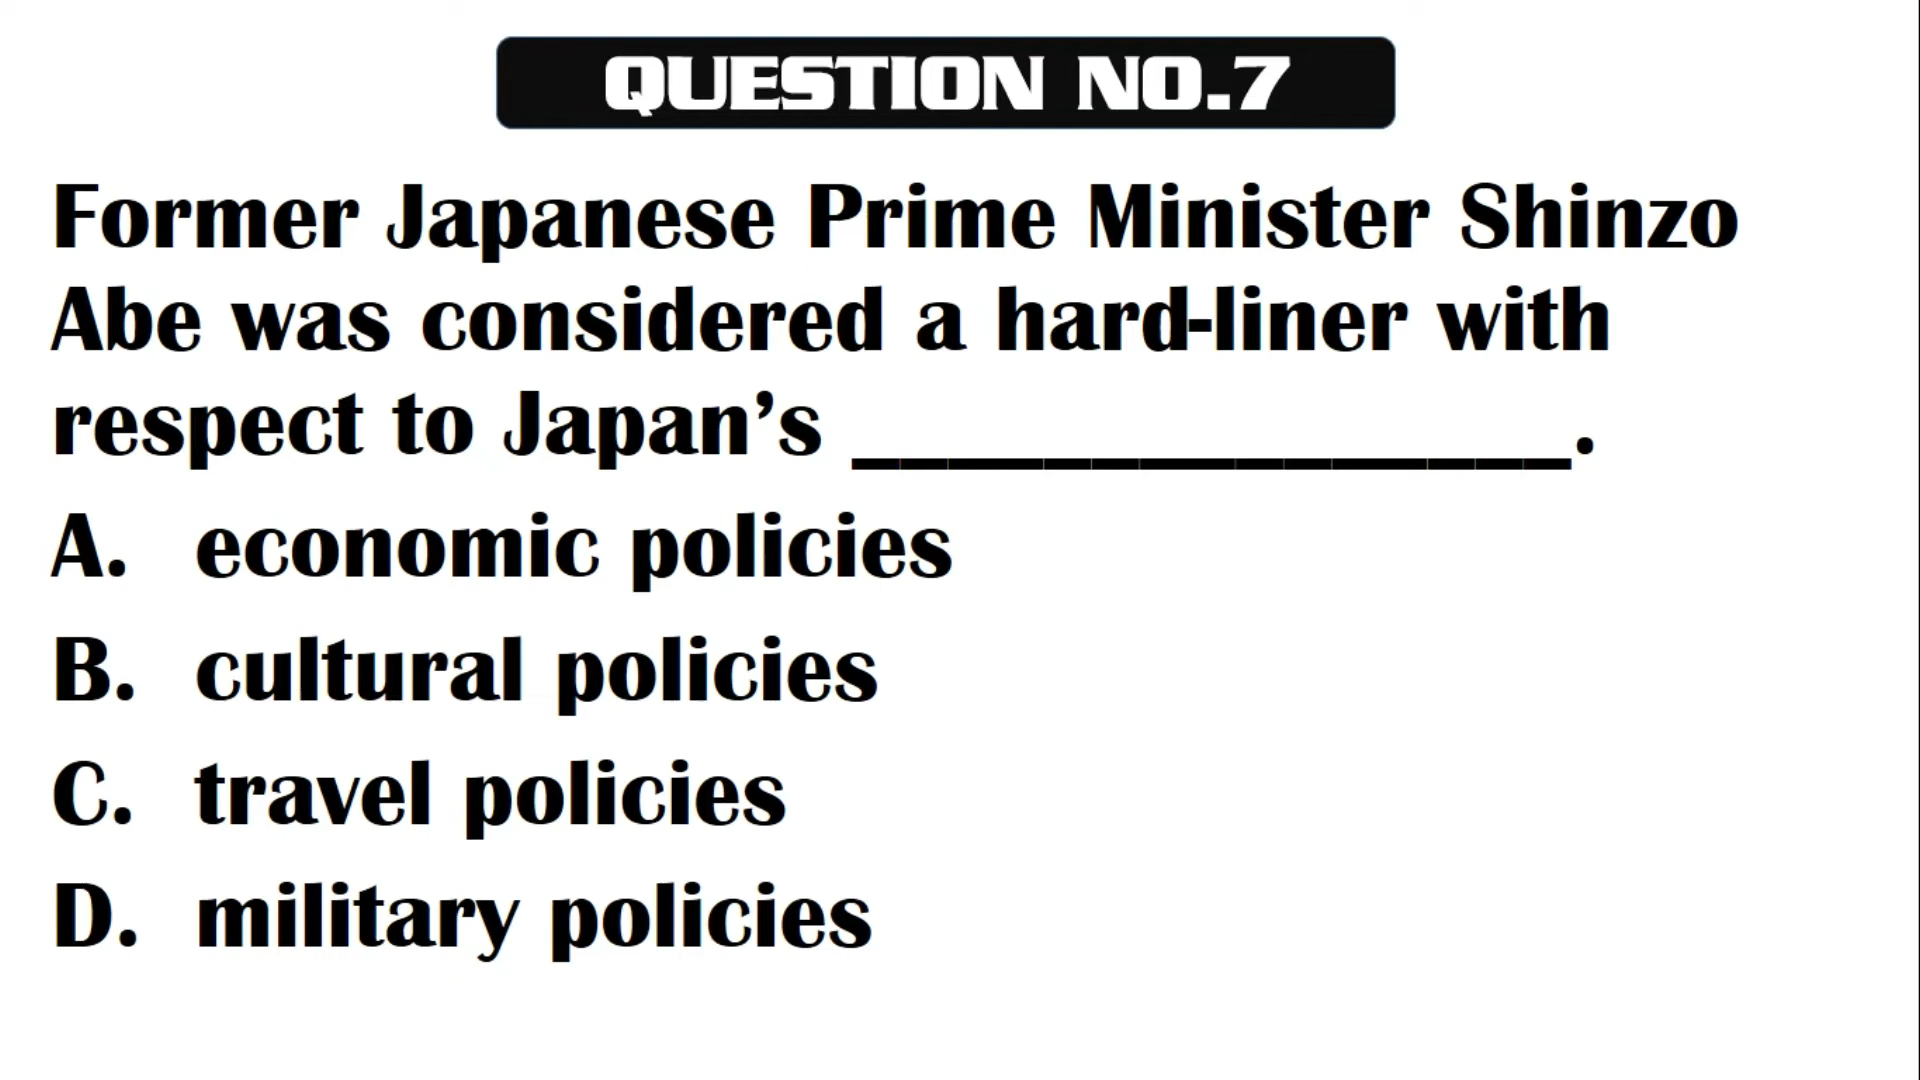 QUESTION NO.7
Former Japanese Prime Minister Shinzo
Abe was considered a hard-liner with
respect to Japan’s _______________.
A. economic policies
B. cultural policies
C. travel policies
D. military policies